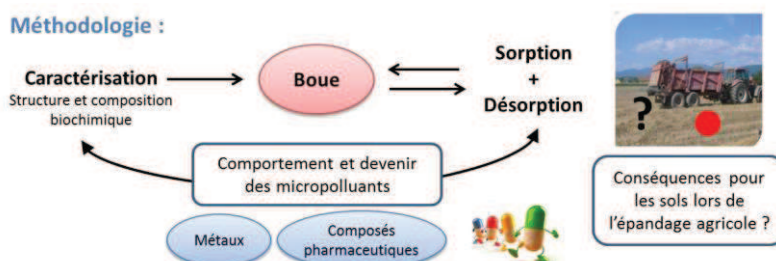 Méthodologie :
Caractérisation
Structure et composition
biochimique
Boue
Sorption
+
Désorption
?
Comportement et devenir
des micropolluants
Métaux
Composés
pharmaceutiques
Conséquences pour
les sols lors de
l'épandage agricole ?